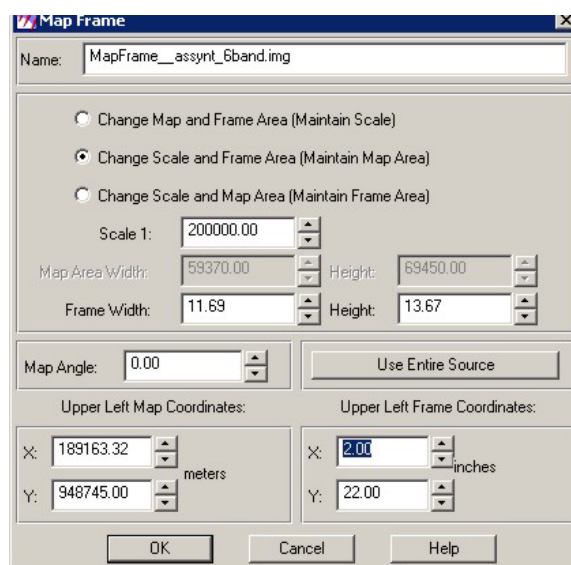 Map Frame
Name: MapFrame__assynt_6band.img
Change Map and Frame Area (Maintain Scale)
Change Scale and Frame Area (Maintain Map Area)
Change Scale and Map Area (Maintain Frame Area)
Scale 1: 200000.00
Map Area Width: 59370.00 Height: 69450.00
Frame Width: 11.69 Height: 13.67
Map Angle: 0.00 Use Entire Source
Upper Left Map Coordinates: Upper Left Frame Coordinates:
X: 189163.32 X: 2.00
meters inches
Y: 948745.00 Y: 22.00
OK Cancel Help